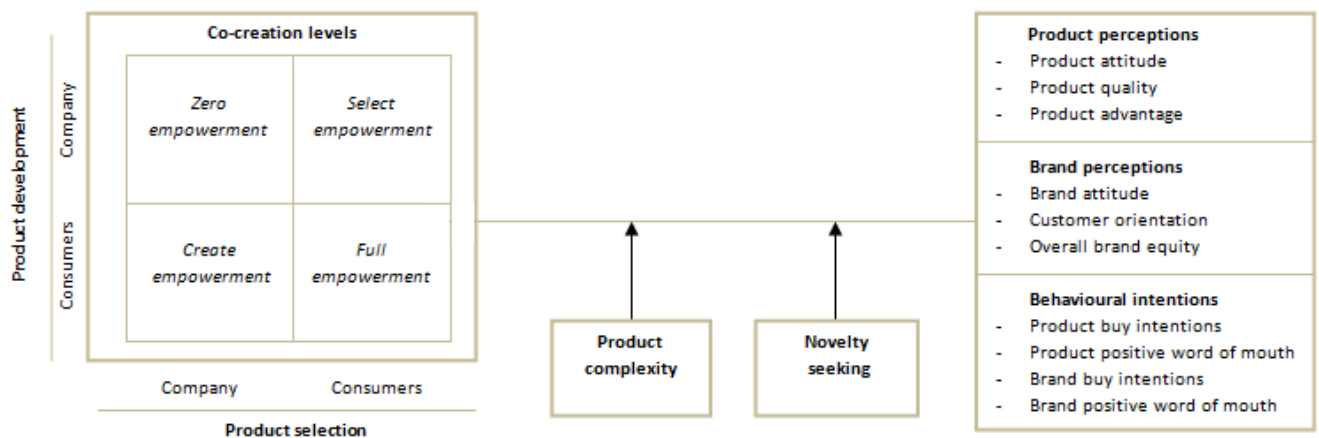 Co-creation levels
Product development
Company
Consumers
Zero
empowerment
Select
empowerment
Create
empowerment
Full
empowerment
Company
Consumers
Product selection
Product
complexity
Novelty
seeking
Product perceptions
- Product attitude
- Product quality
- Product advantage
Brand perceptions
- Brand attitude
- Customer orientation
- Overall brand equity
Behavioural intentions
- Product buy intentions
- Product positive word of mouth
- Brand buy intentions
- Brand positive word of mouth